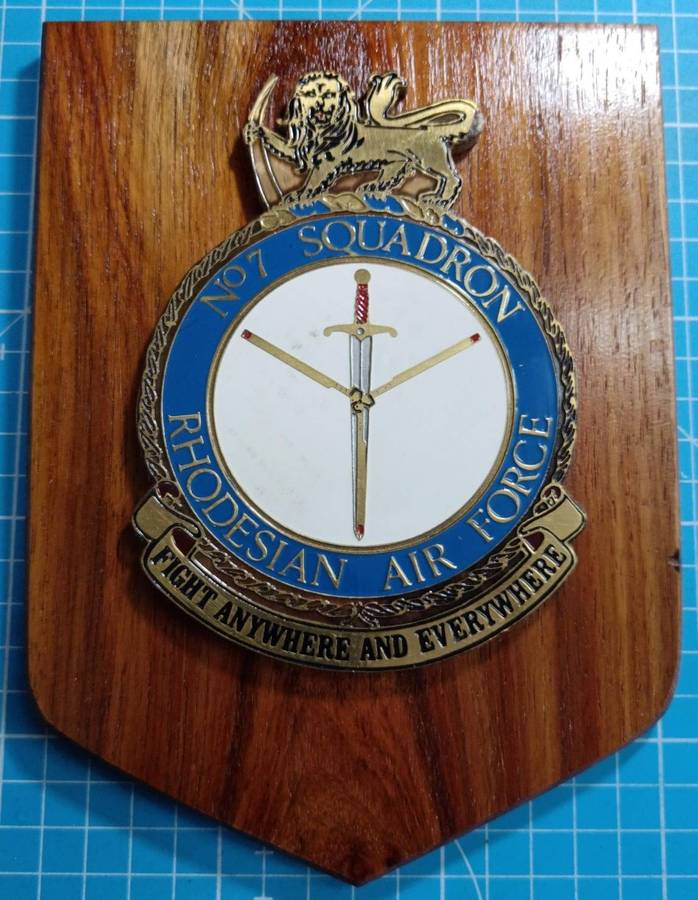 No 7 SQUADRON
RHODESIAN AIR FORCE
FIGHT ANYWHERE AND EVERYWHERE